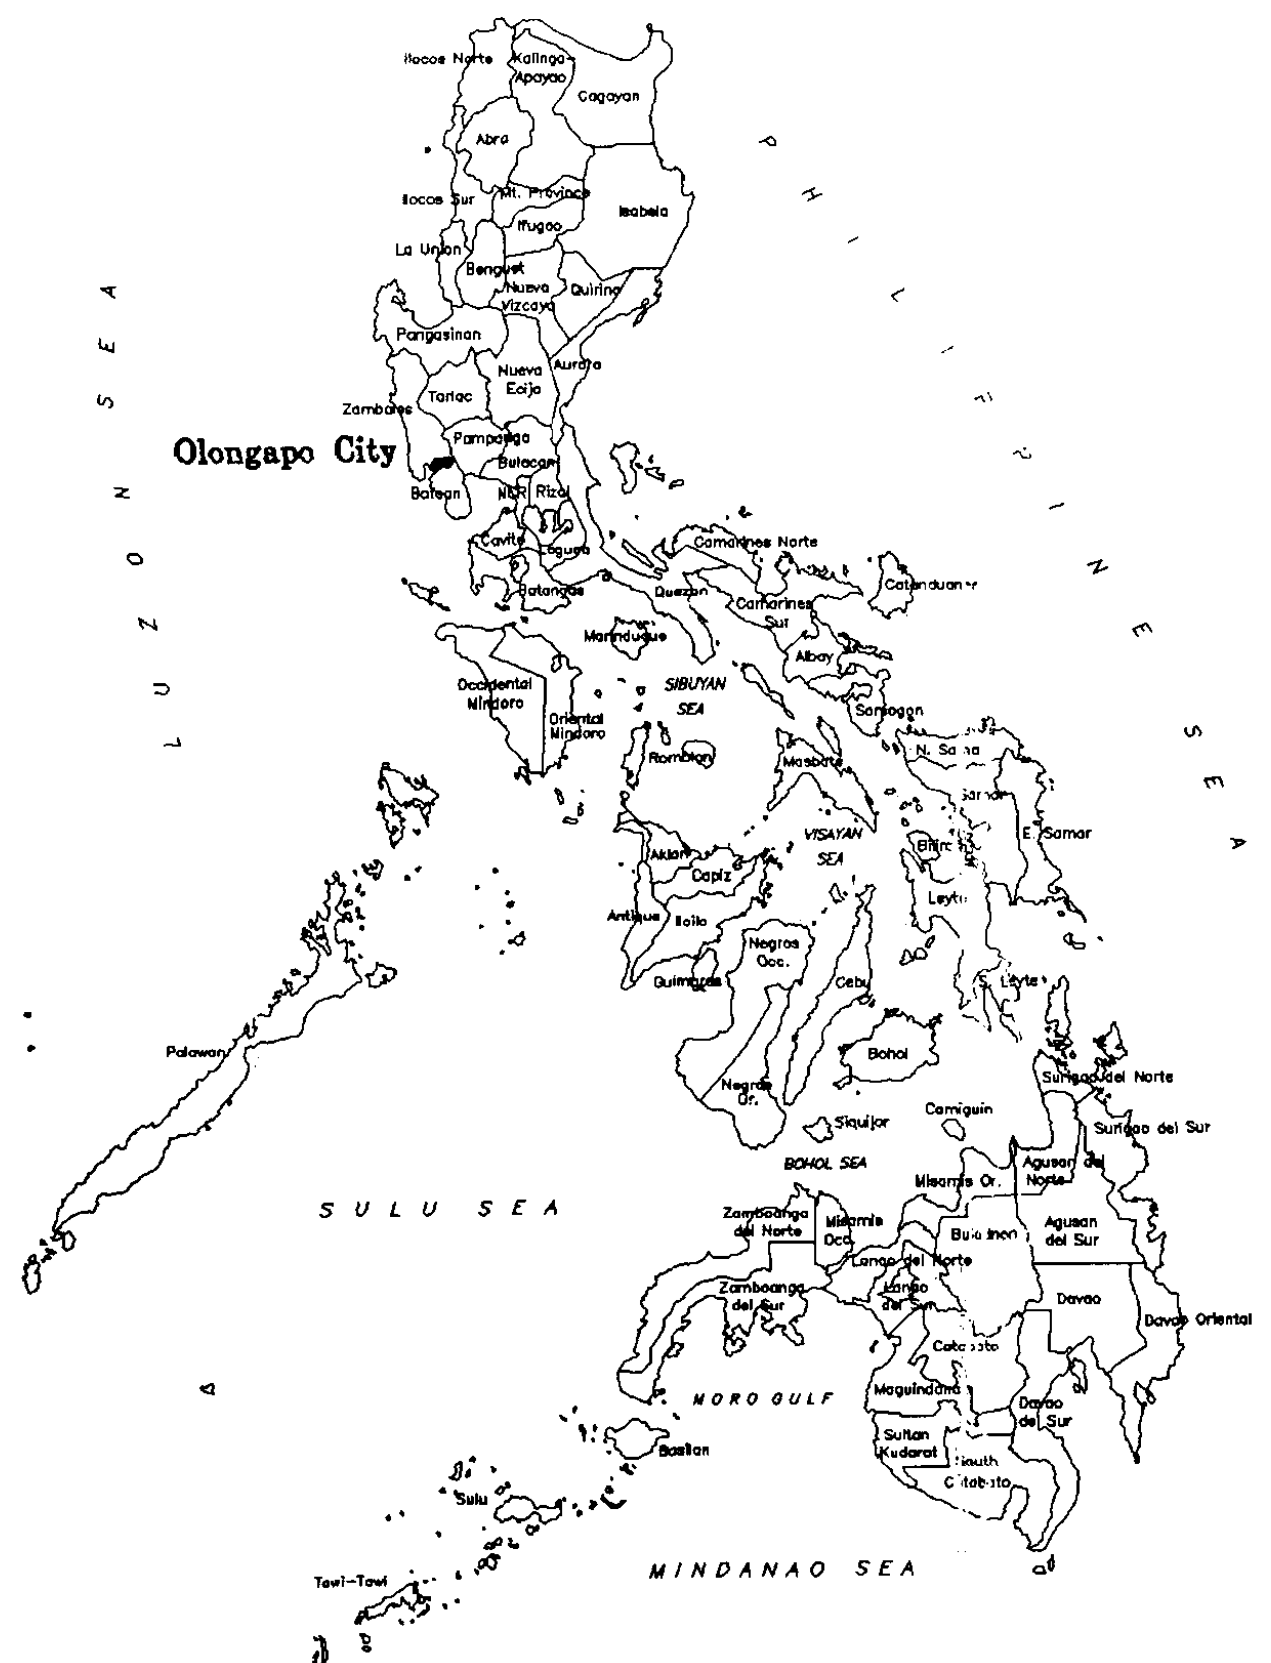 Ilocos Norte
Kalinga-
Apayao
Cagayan
Abra
Ilocos Sur
Mt. Province
Isabela
Ifugao
La Union
Benguet
Nueva
Vizcaya
Quirino
Pangasinan
Aurora
Nueva
Ecija
Tarlac
Zambales
Pampanga
Olongapo City
Bulacan
Bataan
NCR
Rizal
Cavite
Laguna
Batangas
Quezon
Camarines Norte
Camarines
Sur
Marinduque
Albay
Occidental
Mindoro
Oriental
Mindoro
SIBUYAN
SEA
Sorsogon
Romblon
Masbate
E. Samar
VISAYAN
SEA
Aklan
Capiz
Antique
Iloilo
Negros
Occ.
Guimaras
Cebu
S. Leyte
Palawan
Bohol
Negros
Or.
Surigao del Norte
Camiguin
Siquijor
Surigao del Sur
BOHOL SEA
Agusan del
Norte
Misamis Or.
SULU SEA
Zamboanga
del Norte
Misamis
Occ.
Agusan
del Sur
Lanao del Norte
Zamboanga
del Sur
Lanao
del Sur
Davao
Davao Oriental
MORO GULF
Davao
del Sur
Sultan
Kudarat
Basilan
Sulu
MINDANAO SEA
Tawi-Tawi
LUZON SEA
PHILIPPINE SEA